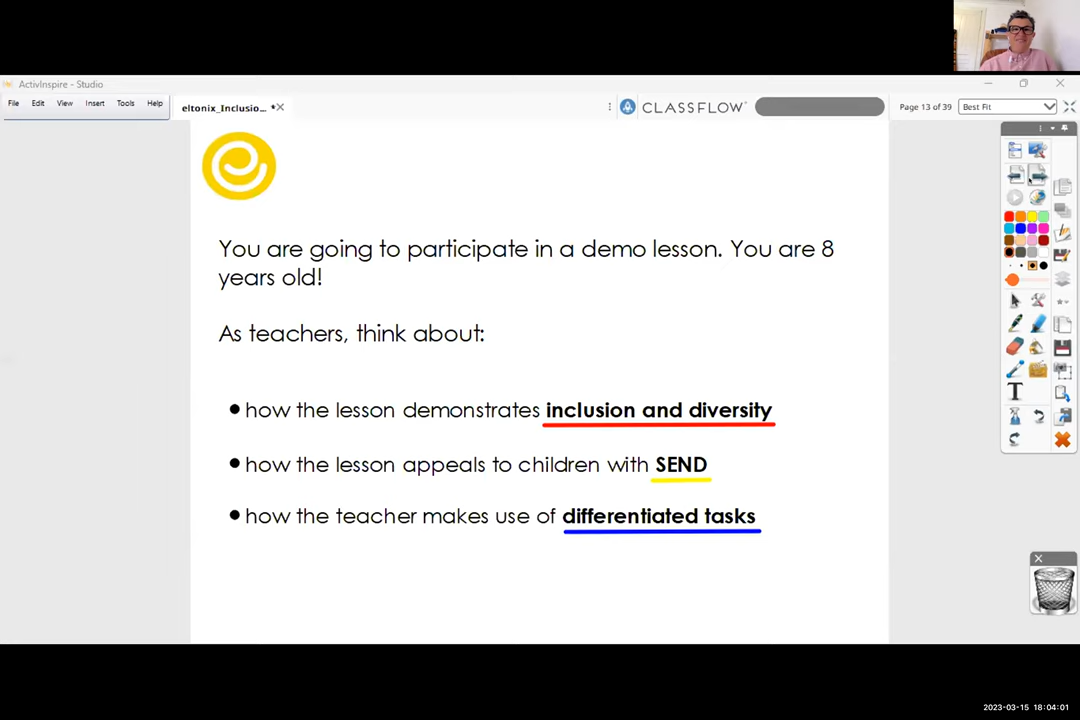 ActivInspire - Studio
File Edit View Insert Tools Help
eltonix_Inclusio... *
CLASSFLOW
Page 13 of 39
Best Fit
You are going to participate in a demo lesson. You are 8
years old!
As teachers, think about:
how the lesson demonstrates inclusion and diversity
how the lesson appeals to children with SEND
how the teacher makes use of differentiated tasks
T
2023-03-15 18:04:01